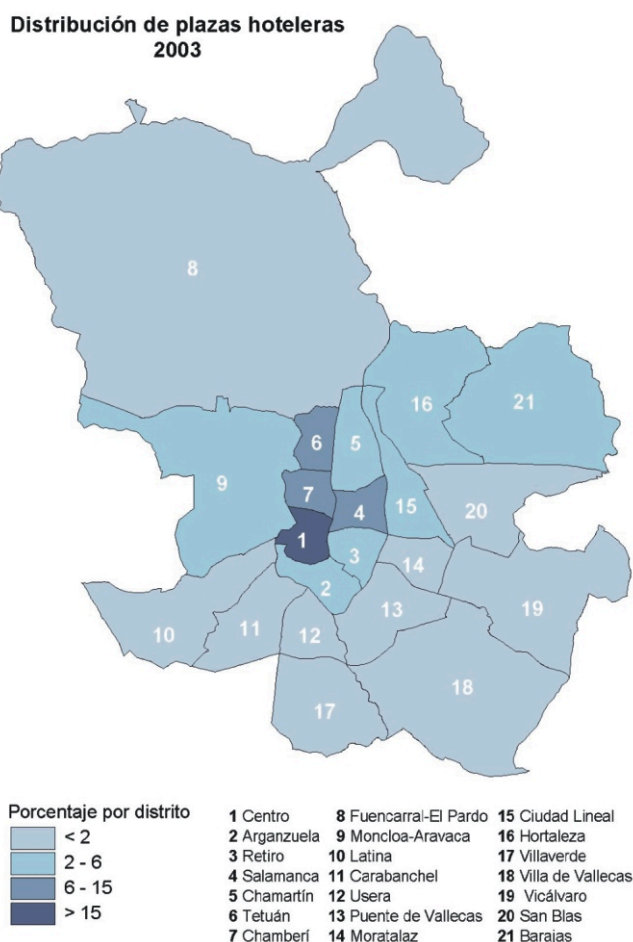 Distribución de plazas hoteleras
2003
8
16
21
6
5
9
7
4
15
20
1
3
14
2
19
13
10
11
12
18
17
Porcentaje por distrito
< 2
2 - 6
6 - 15
> 15
1 Centro
2 Arganzuela
3 Retiro
4 Salamanca
5 Chamartín
6 Tetuán
7 Chamberí
8 Fuencarral-El Pardo
9 Moncloa-Aravaca
10 Latina
11 Carabanchel
12 Usera
13 Puente de Vallecas
14 Moratalaz
15 Ciudad Lineal
16 Hortaleza
17 Villaverde
18 Villa de Vallecas
19 Vicálvaro
20 San Blas
21 Barajas